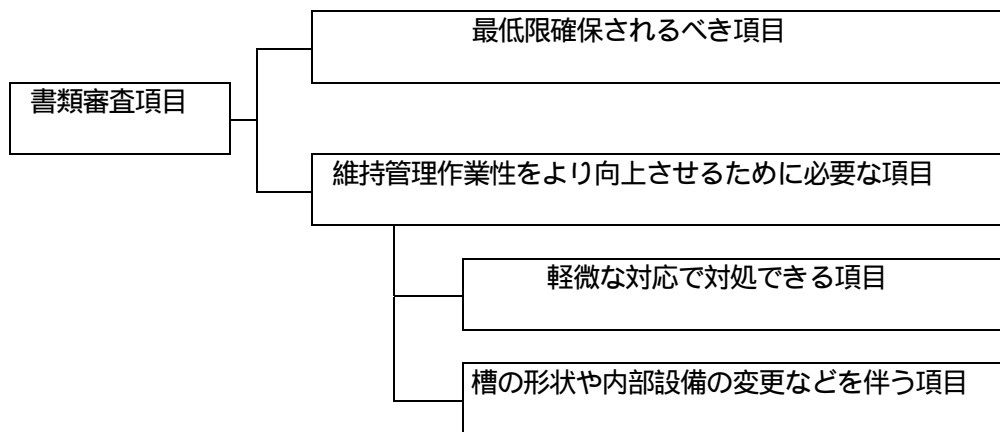 最低限確保されるべき項目
書類審査項目
維持管理作業性をより向上させるために必要な項目
軽微な対応で対処できる項目
槽の形状や内部設備の変更などを伴う項目